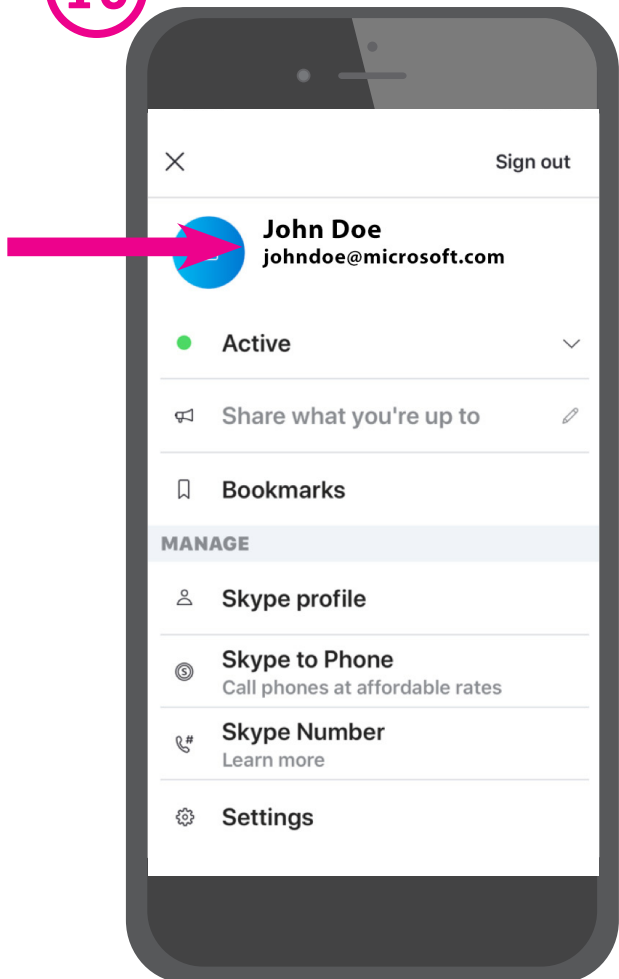 Sign out
John Doe
johndoe@microsoft.com
Active
Share what you're up to
Bookmarks
MANAGE
Skype profile
Skype to Phone
Call phones at affordable rates
Skype Number
Learn more
Settings